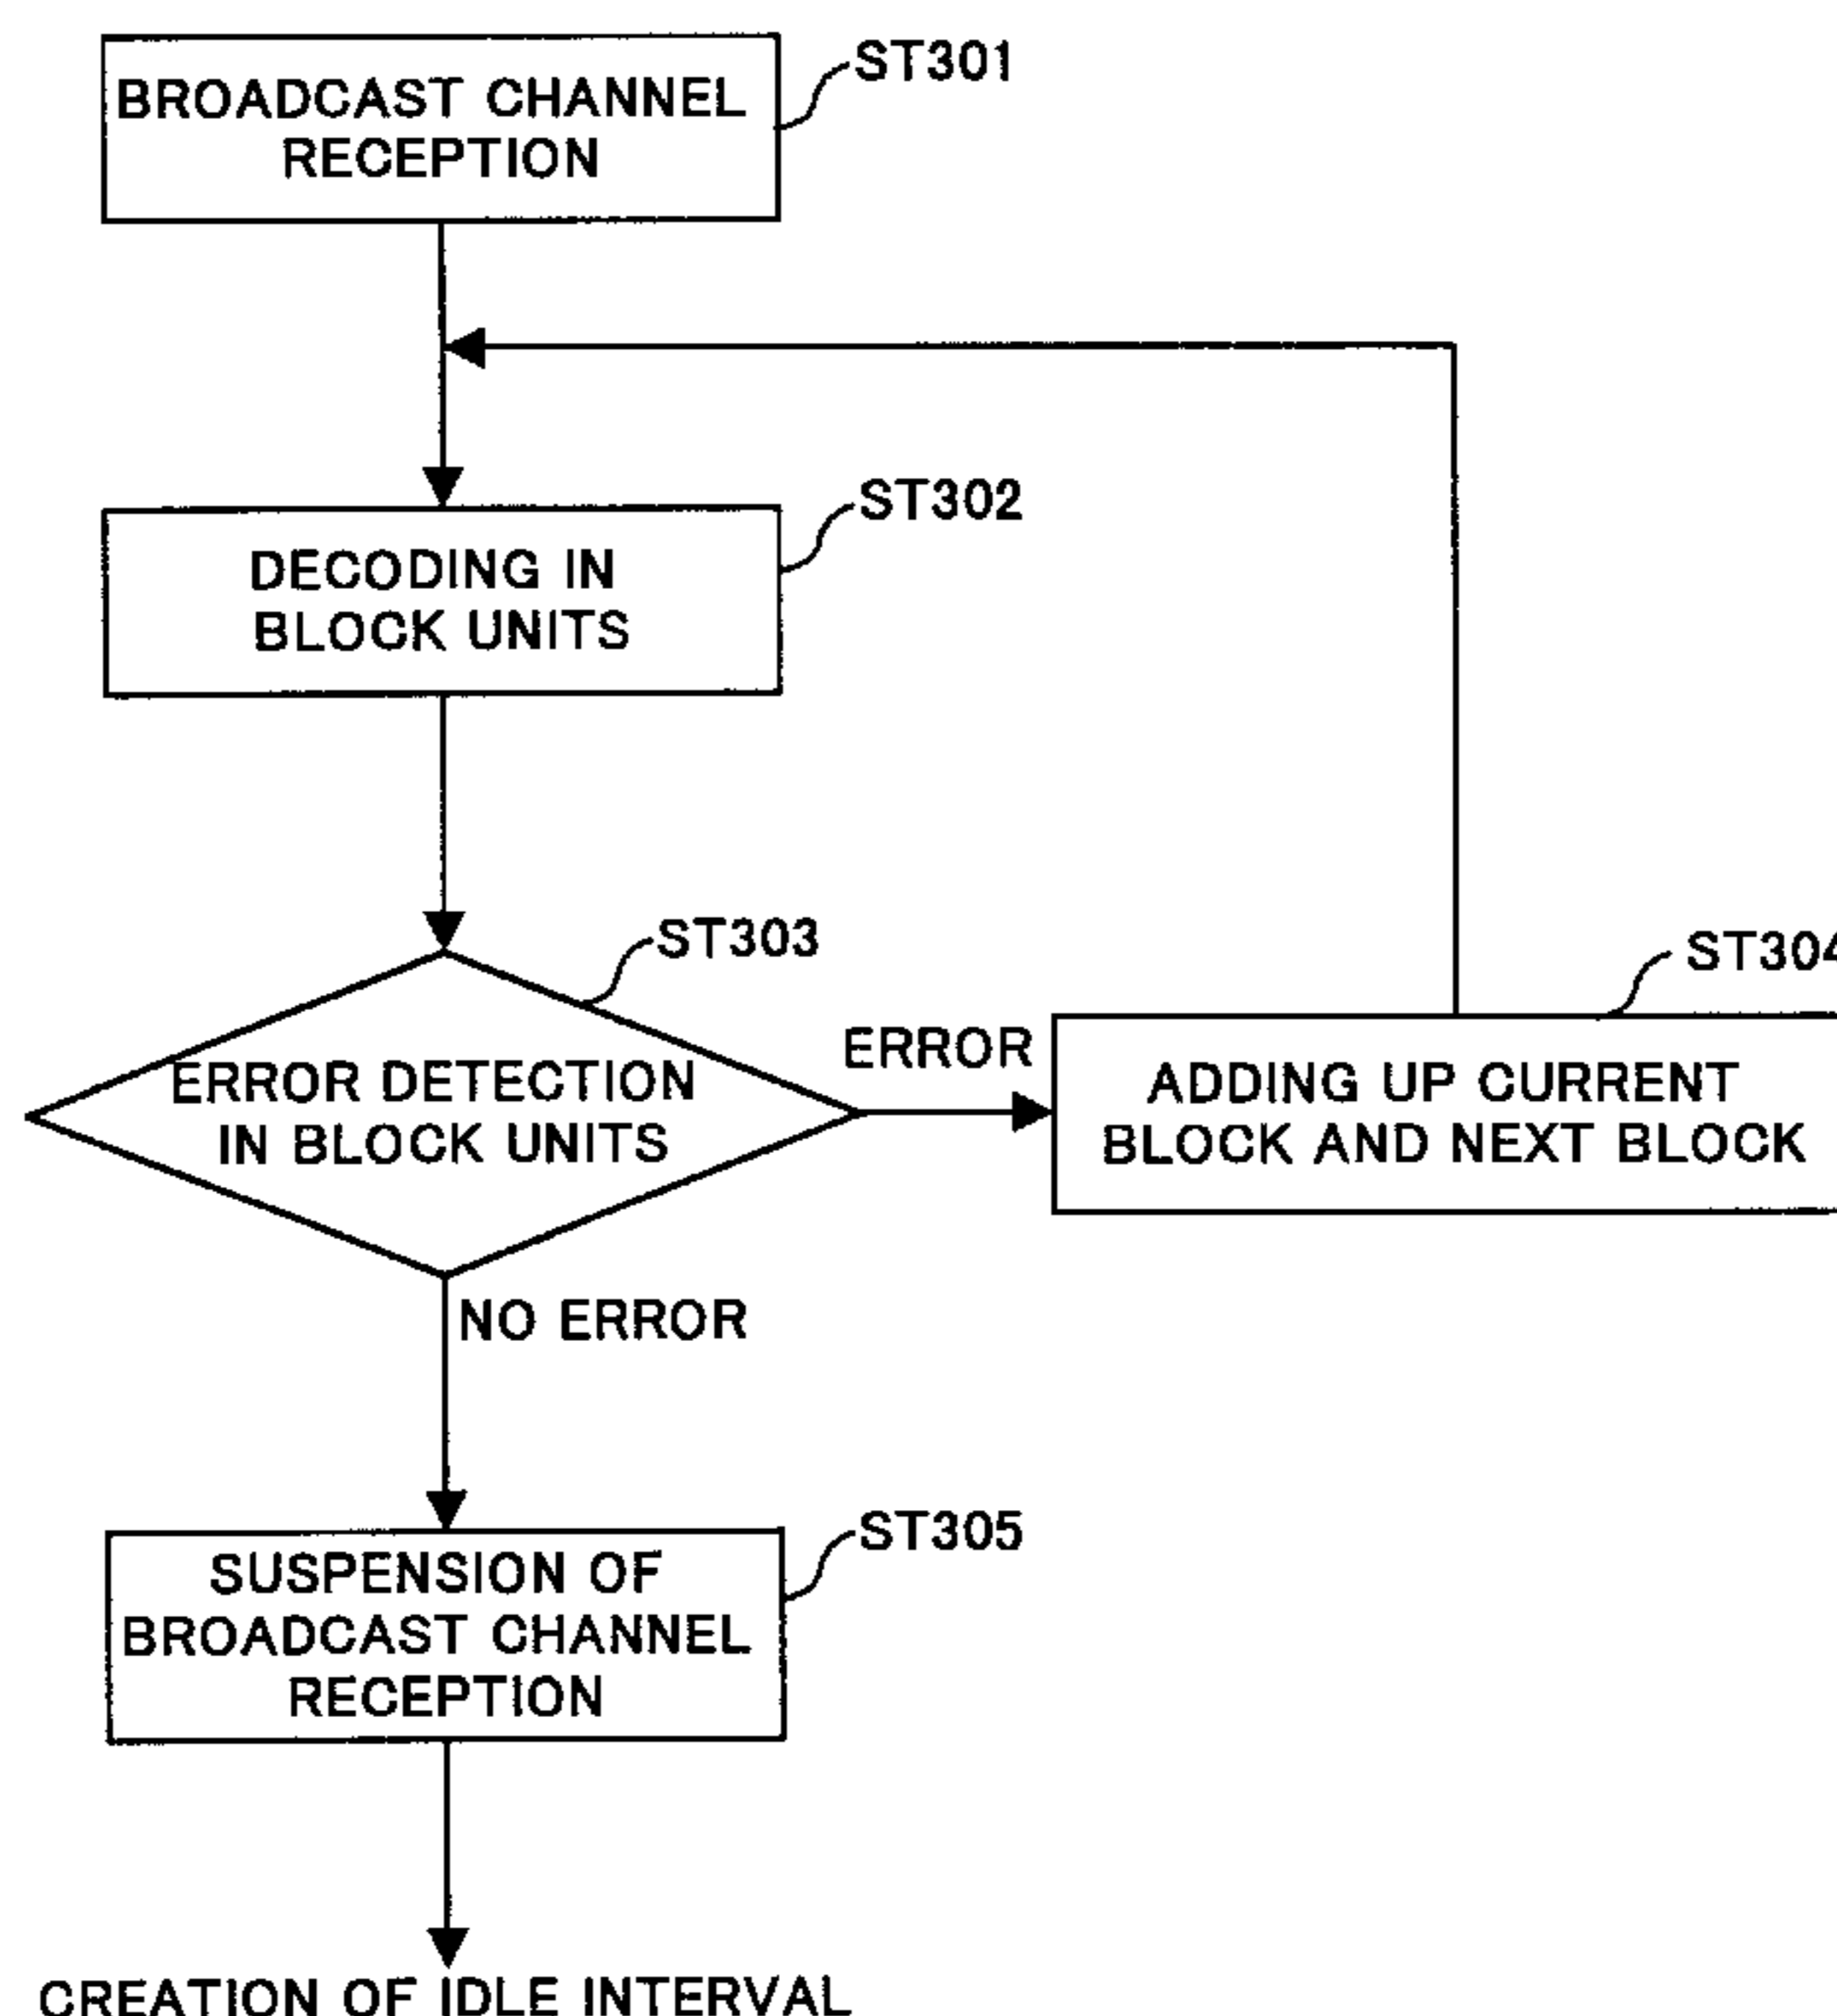 BROADCAST CHANNEL
RECEPTION
ST301
DECODING IN
BLOCK UNITS
ST302
ST303
ERROR DETECTION
IN BLOCK UNITS
ERROR
ST304
ADDING UP CURRENT
BLOCK AND NEXT BLOCK
NO ERROR
SUSPENSION OF
BROADCAST CHANNEL
RECEPTION
ST305
CREATION OF IDLE INTERVAL